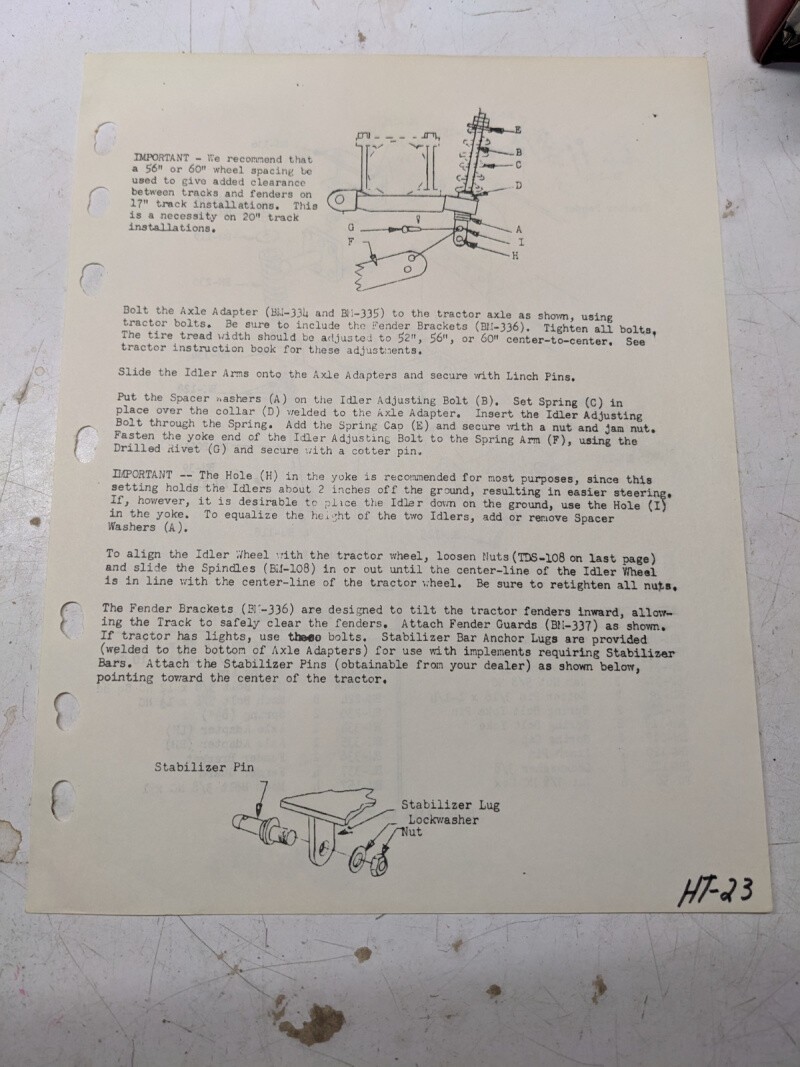 IMPORTANT - We recommend that
a 56" or 60" wheel spacing be
used to give added clearance
between tracks and fenders on
17" track installations. This
is a necessity on 20" track
installations.
E
B
C
D
A
I
H
G
F
Bolt the Axle Adapter (BM-334 and BM-335) to the tractor axle as shown, using
tractor bolts. Be sure to include the Fender Brackets (BM-336). Tighten all bolts.
The tire tread width should be adjusted to 52", 56", or 60" center-to-center. See
tractor instruction book for these adjustments.
Slide the Idler Arms onto the Axle Adapters and secure with Linch Pins.
Put the Spacer Washers (A) on the Idler Adjusting Bolt (B). Set Spring (C) in
place over the collar (D) welded to the Axle Adapter. Insert the Idler Adjusting
Bolt through the Spring. Add the Spring Cap (E) and secure with a nut and jam nut.
Fasten the yoke end of the Idler Adjusting Bolt to the Spring Arm (F), using the
Drilled Rivet (G) and secure with a cotter pin.
IMPORTANT -- The Hole (H) in the yoke is recommended for most purposes, since this
setting holds the Idlers about 2 inches off the ground, resulting in easier steering.
If, however, it is desirable to place the Idler down on the ground, use the Hole (I)
in the yoke. To equalize the height of the two Idlers, add or remove Spacer
Washers (A).
To align the Idler Wheel with the tractor wheel, loosen Nuts (TDS-108 on last page)
and slide the Spindles (BM-108) in or out until the center-line of the Idler Wheel
is in line with the center-line of the tractor wheel. Be sure to retighten all nuts.
The Fender Brackets (BM-336) are designed to tilt the tractor fenders inward, allow-
ing the Track to safely clear the fenders. Attach Fender Guards (BM-337) as shown.
If tractor has lights, use these bolts. Stabilizer Bar Anchor Lugs are provided
(welded to the bottom of Axle Adapters) for use with implements requiring Stabilizer
Bars. Attach the Stabilizer Pins (obtainable from your dealer) as shown below,
pointing toward the center of the tractor.
Stabilizer Pin
Stabilizer Lug
Lockwasher
Nut
HT-23